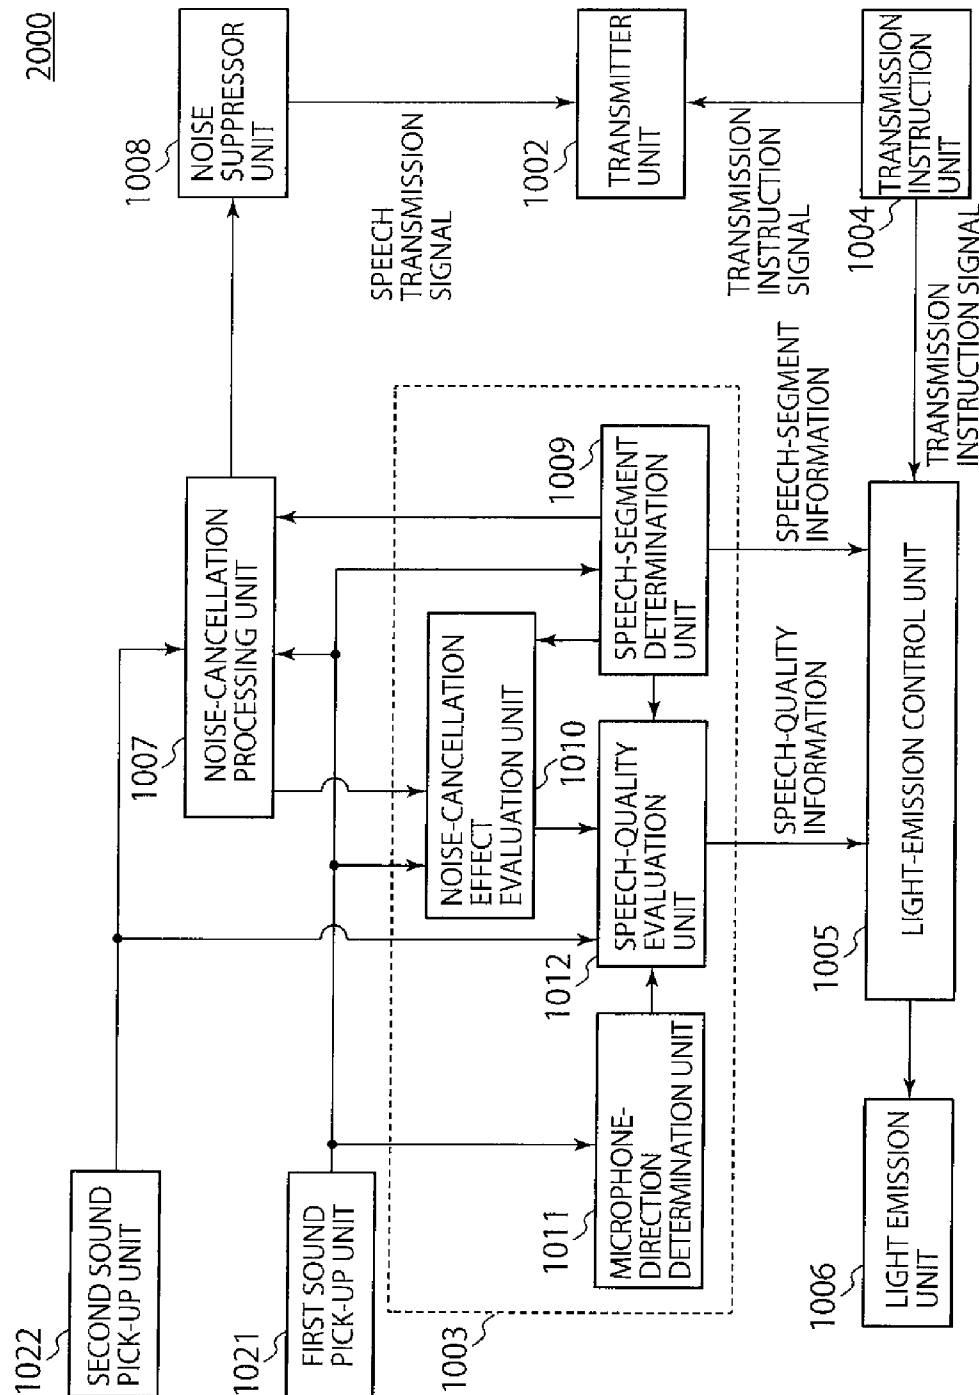 2000
1022
SECOND SOUND
PICK-UP UNIT
1021
FIRST SOUND
PICK-UP UNIT
1007
NOISE-CANCELLATION
PROCESSING UNIT
1008
NOISE
SUPPRESSOR
UNIT
SPEECH
TRANSMISSION
SIGNAL
1002
TRANSMITTER
UNIT
TRANSMISSION
INSTRUCTION
SIGNAL
1004
TRANSMISSION
INSTRUCTION
UNIT
TRANSMISSION
INSTRUCTION SIGNAL
1003
NOISE-CANCELLATION
EFFECT
EVALUATION UNIT
1010
1009
SPEECH-SEGMENT
DETERMINATION
UNIT
1011
MICROPHONE-
DIRECTION
DETERMINATION UNIT
1012
SPEECH-QUALITY
EVALUATION
UNIT
SPEECH-SEGMENT
INFORMATION
SPEECH-QUALITY
INFORMATION
1005
LIGHT-EMISSION CONTROL UNIT
1006
LIGHT EMISSION
UNIT